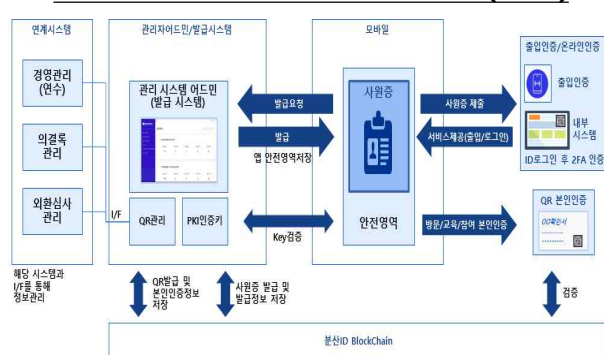 연계시스템
관리자어드민/발급시스템
모바일
경영관리
(연수)
의결록
관리
외환심사
관리
I/F
해당 시스템과
I/F를 통해
정보관리
관리 시스템 어드민
(발급 시스템)
QR관리
PKI인증키
발급요청
발급
앱 안전영역저장
Key검증
사원증
안전영역
사원증 제출
서비스제공(출입/로그인)
방문/교육/참여 본인인증
출입인증/온라인인증
출입인증
내부
시스템
ID로그인 후 2FA 인증
QR 본인인증
OO확인서
QR발급 및
본인인증정보
저장
사원증 발급 및
발급정보 저장
검증
분산ID BlockChain